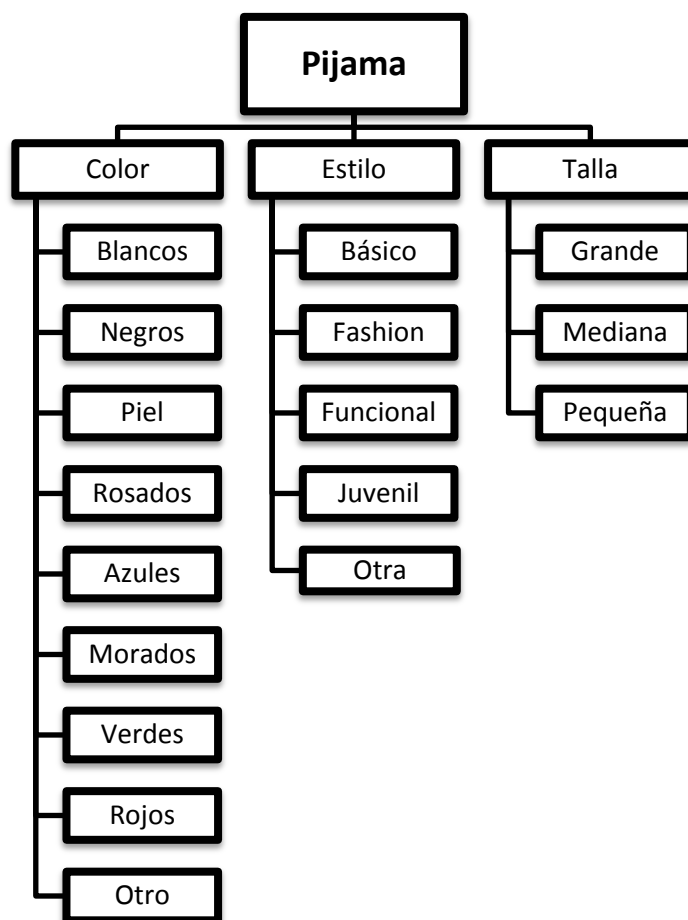 Pijama
Color
Blancos
Negros
Piel
Rosados
Azules
Morados
Verdes
Rojos
Otro
Estilo
Básico
Fashion
Funcional
Juvenil
Otra
Talla
Grande
Mediana
Pequeña